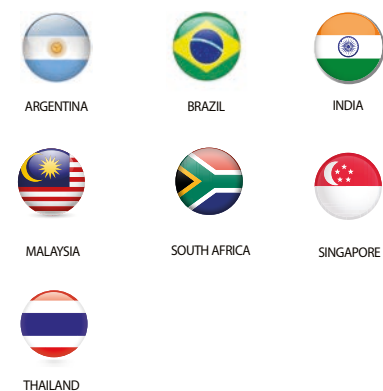 ARGENTINA
BRAZIL
INDIA
MALAYSIA
SOUTH AFRICA
SINGAPORE
THAILAND